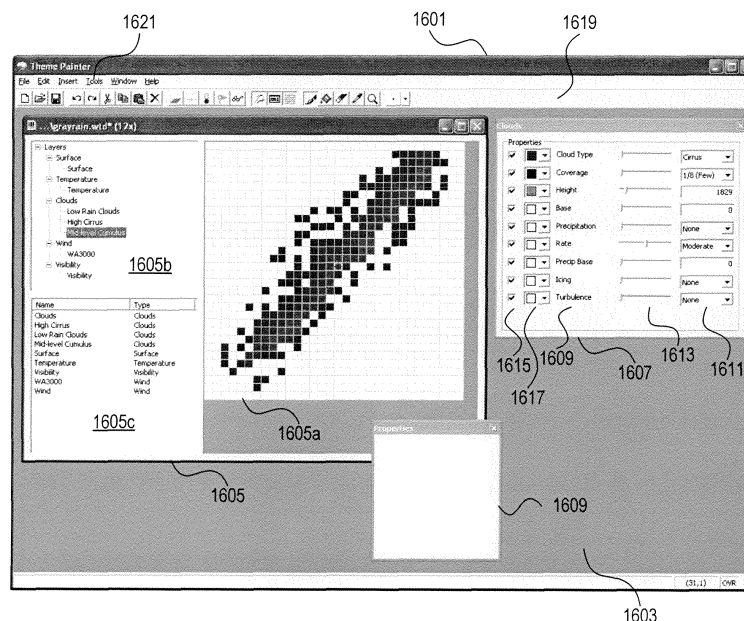 1621
1601
1619
Theme Painter
File Edit Insert Tools Window Help
...\grayrain.wtd* (17x)
Layers
Surface
Surface
Temperature
Temperature
Clouds
Low Rain Clouds
High Cirrus
Mid-level Cumulus
Wind
WA3000
Visibility
Visibility
1605b
Name Type
Clouds Clouds
High Cirrus Clouds
Low Rain Clouds Clouds
Mid-level Cumulus Clouds
Surface Surface
Temperature Temperature
Visibility Visibility
WA3000 Wind
Wind Wind
1605c
1605a
1605
Clouds
Properties
Cloud Type Cirrus
Coverage 1/8 (Few)
Height 1829
Base 0
Precipitation None
Rate Moderate
Precip Base 0
Icing None
Turbulence None
1615
1617
1609
1607
1613
1611
Properties
1609
(31,1) OVR
1603